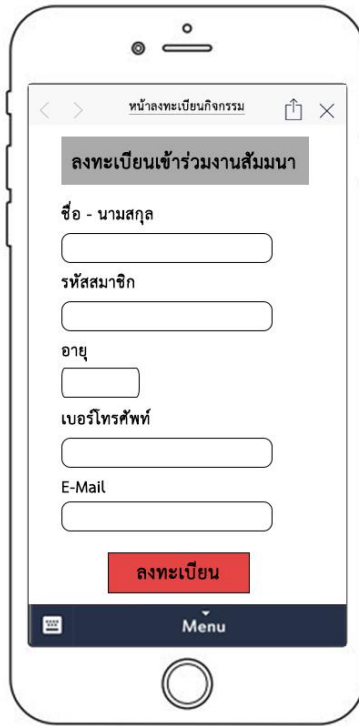 หน้าลงทะเบียนกิจกรรม
ลงทะเบียนเข้าร่วมงานสัมมนา
ชื่อ - นามสกุล
รหัสสมาชิก
อายุ
เบอร์โทรศัพท์
E-Mail
ลงทะเบียน
Menu